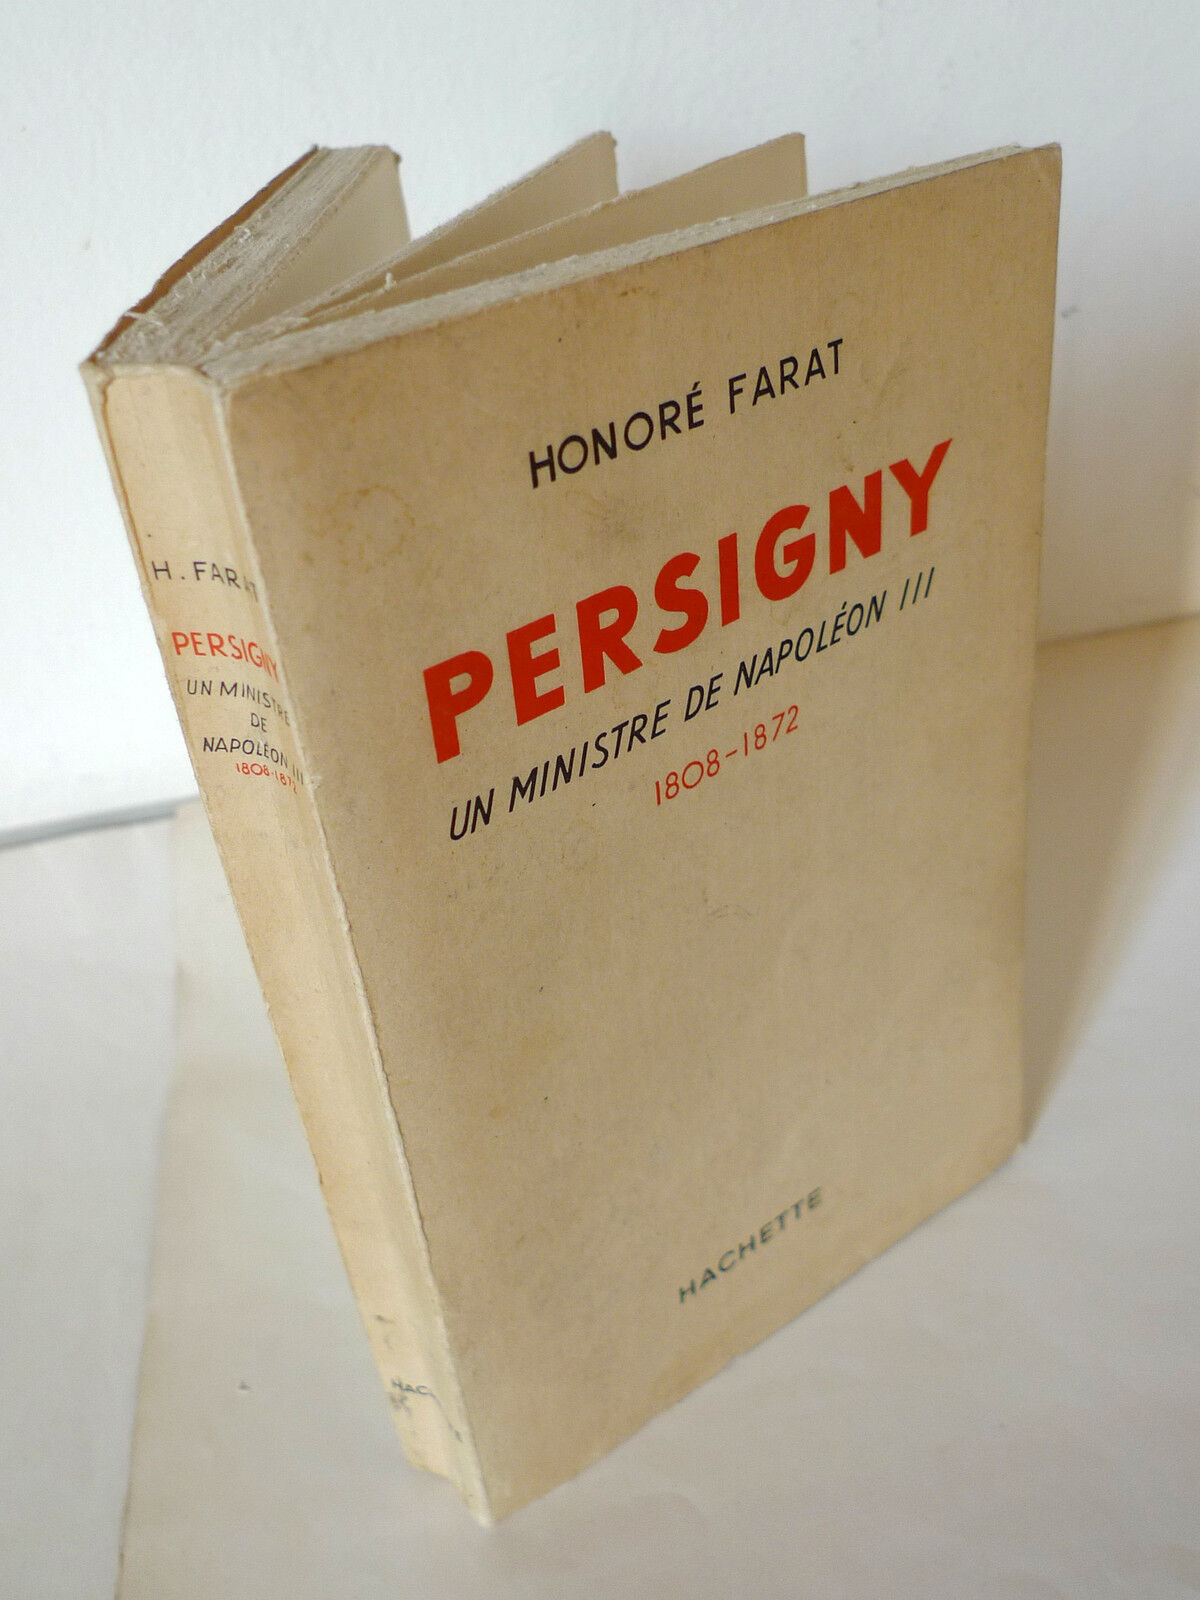 HONORÉ FARAT
PERSIGNY
UN MINISTRE DE NAPOLÉON III
1808-1872
HACHETTE
H. FARAT
PERSIGNY
UN MINISTRE
DE
NAPOLÉON III
1808-1872